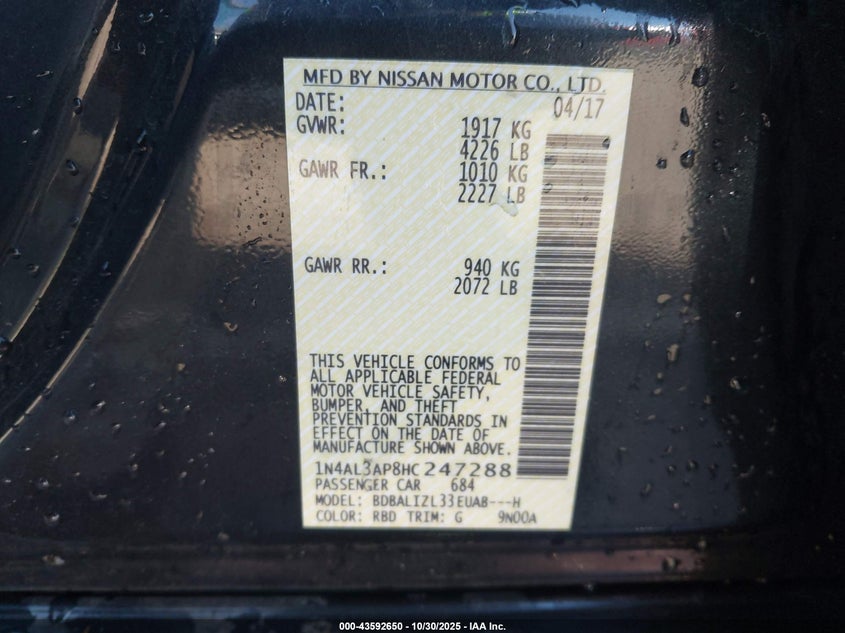 MFD BY NISSAN MOTOR CO., LTD.
DATE: 04/17
GVWR: 1917 KG
4226 LB
GAWR FR.: 1010 KG
2227 LB
GAWR RR.: 940 KG
2072 LB
THIS VEHICLE CONFORMS TO
ALL APPLICABLE FEDERAL
MOTOR VEHICLE SAFETY,
BUMPER, AND THEFT
PREVENTION STANDARDS IN
EFFECT ON THE DATE OF
MANUFACTURE SHOWN ABOVE.
1N4AL3AP8HC247288
PASSENGER CAR 684
MODEL: BDBALIZL33EUAB---H
COLOR: RBD TRIM: G 9N00A
000-43592650 - 10/30/2025 - IAA Inc.